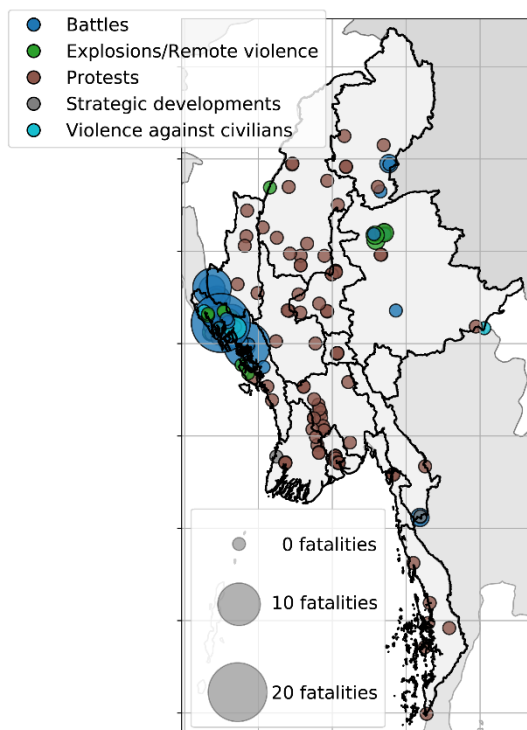 Battles
Explosions/Remote violence
Protests
Strategic developments
Violence against civilians
0 fatalities
10 fatalities
20 fatalities